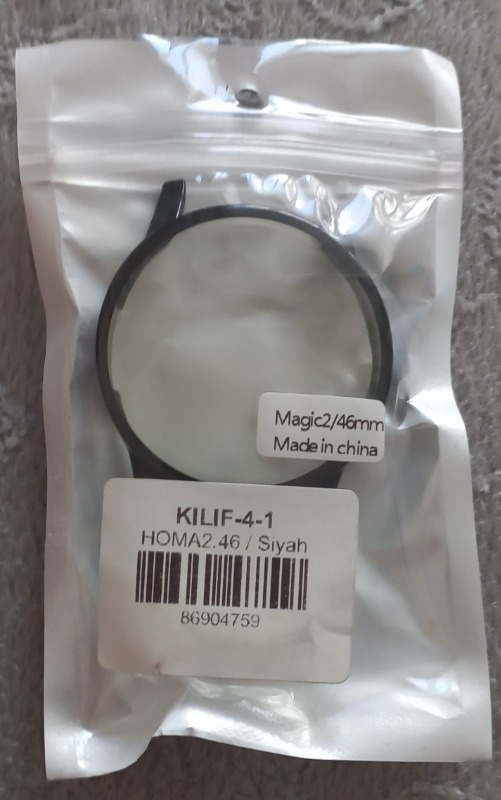 Magic2/46mm
Made in china
KILIF-4-1
HOMA2.46 / Siyah
86904759